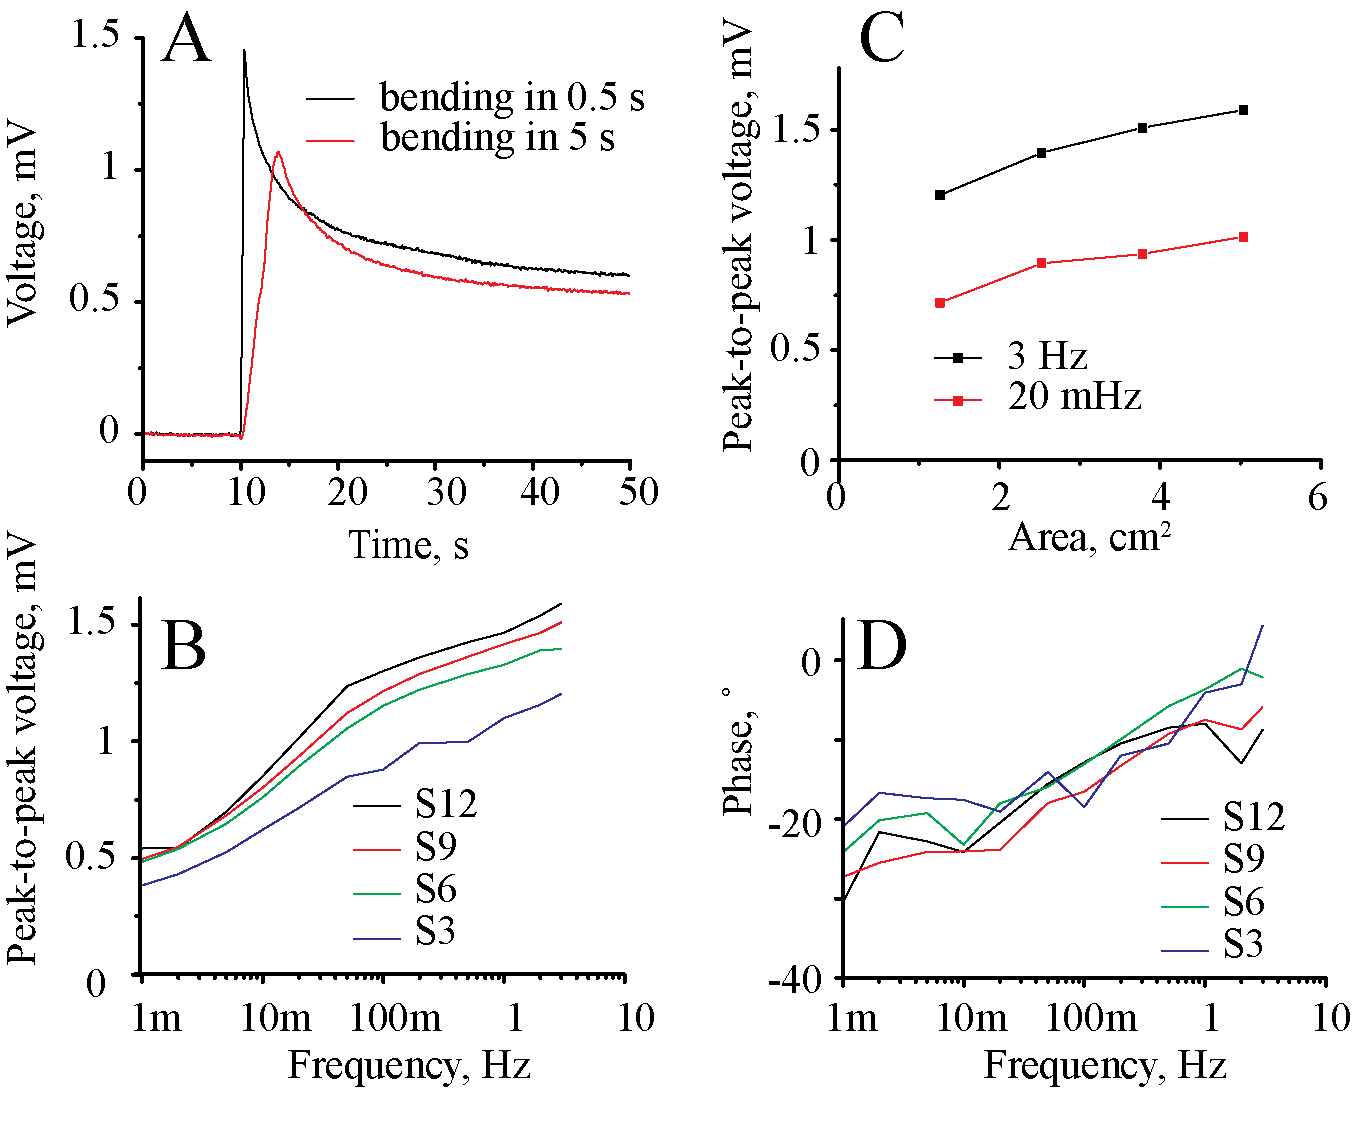 A
Voltage, mV
1.5
1
0.5
0
bending in 0.5 s
bending in 5 s
0 10 20 30 40 50
Time, s
C
Peak-to-peak voltage, mV
1.5
1
0.5
0
3 Hz
20 mHz
0 2 4 6
Area, cm²
B
Peak-to-peak voltage, mV
1.5
1
0.5
0
S12
S9
S6
S3
1m 10m 100m 1 10
Frequency, Hz
D
Phase, °
0
-20
-40
S12
S9
S6
S3
1m 10m 100m 1 10
Frequency, Hz